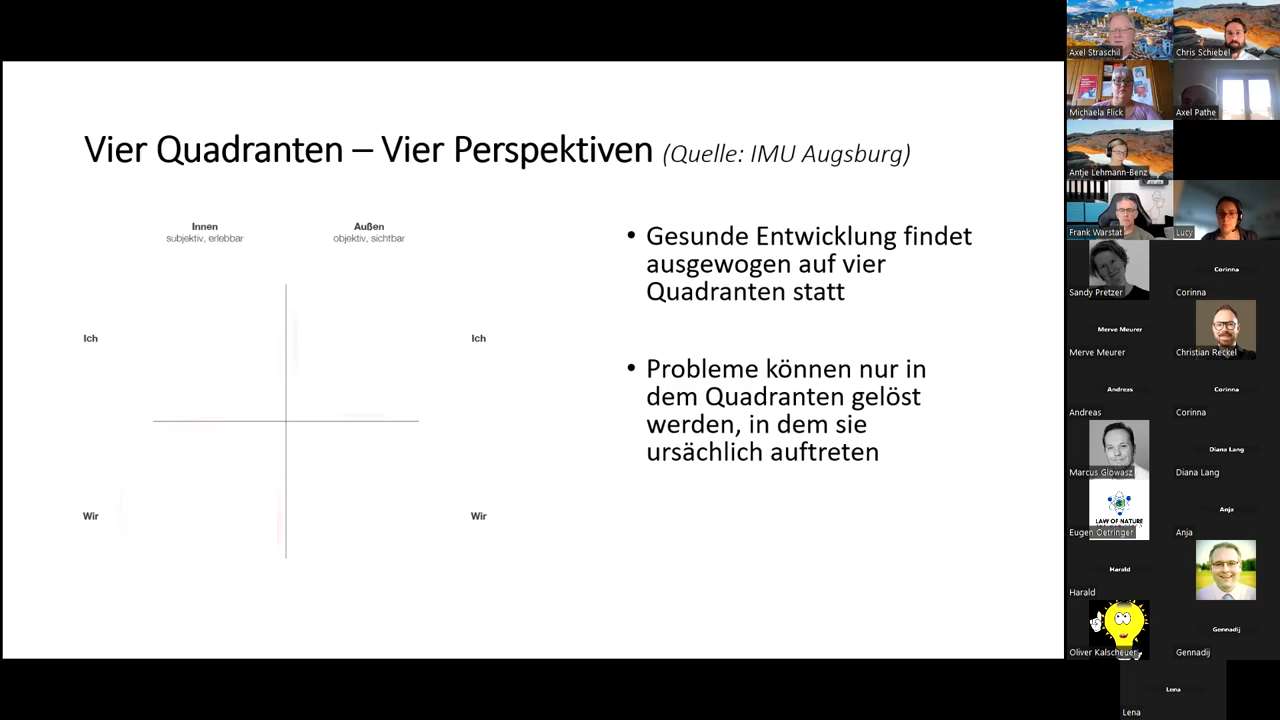 Vier Quadranten – Vier Perspektiven (Quelle: IMU Augsburg)
Innen
subjektiv, erlebbar
Außen
objektiv, sichtbar
Ich
Ich
Wir
Wir
• Gesunde Entwicklung findet
ausgewogen auf vier
Quadranten statt
• Probleme können nur in
dem Quadranten gelöst
werden, in dem sie
ursächlich auftreten
Axel Straschil
Chris Schiebel
Michaela Flick
Axel Pathe
Antje Lehmann-Benz
Frank Warstat
Lucy
Sandy Pretzer
Corinna
Corinna
Merve Meurer
Merve Meurer
Christian Reckel
Andreas
Andreas
Corinna
Corinna
Marcus Glowasz
Diana Lang
Diana Lang
LAW OF NATURE
Eugen Oetringer
Anja
Anja
Harald
Harald
Oliver Kalscheuer
Gennadij
Gennadij
Lena
Lena